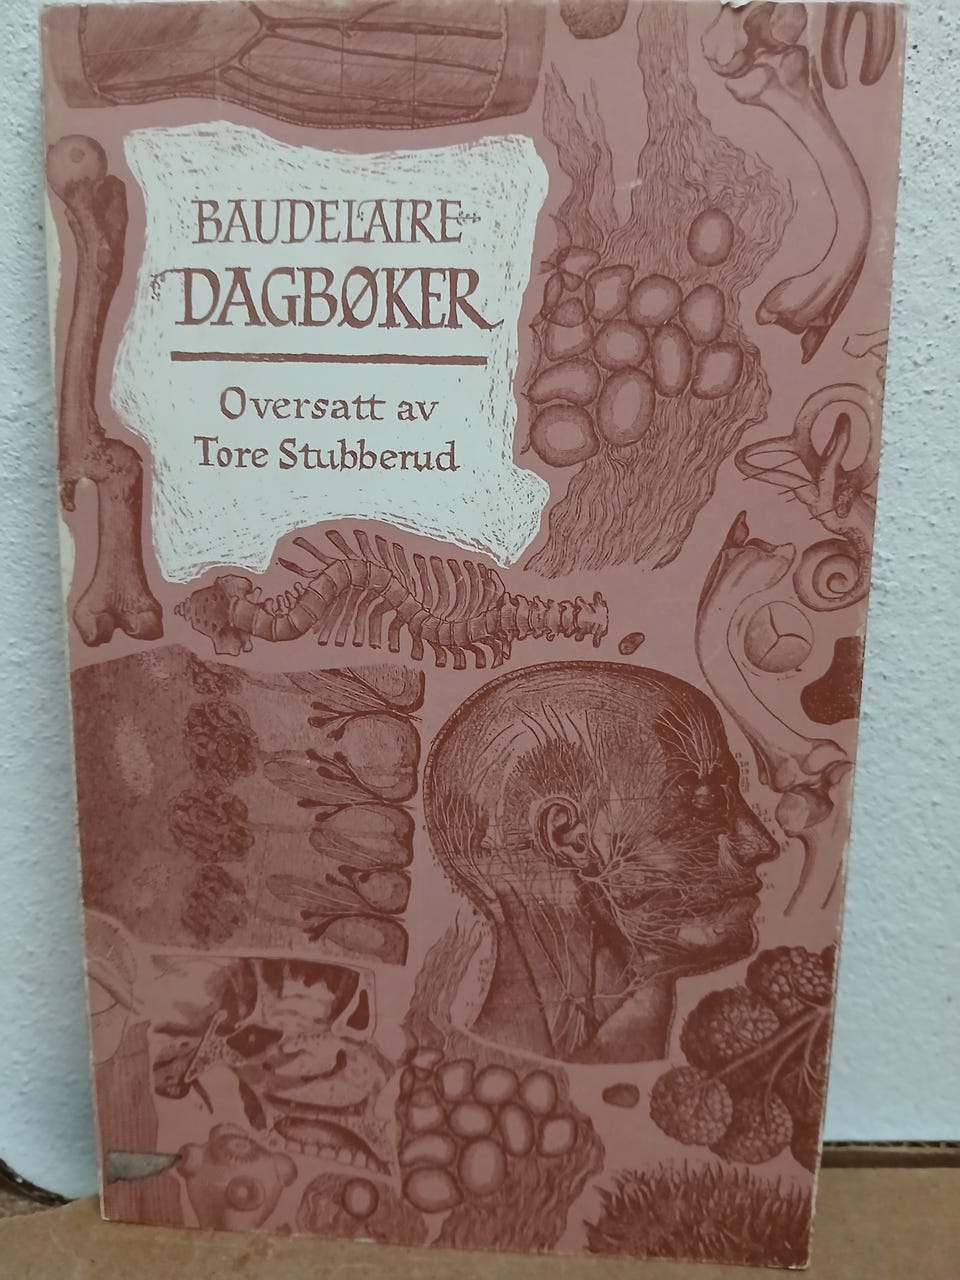 BAUDELAIRE
DAGBØKER
Oversatt av
Tore Stubberud